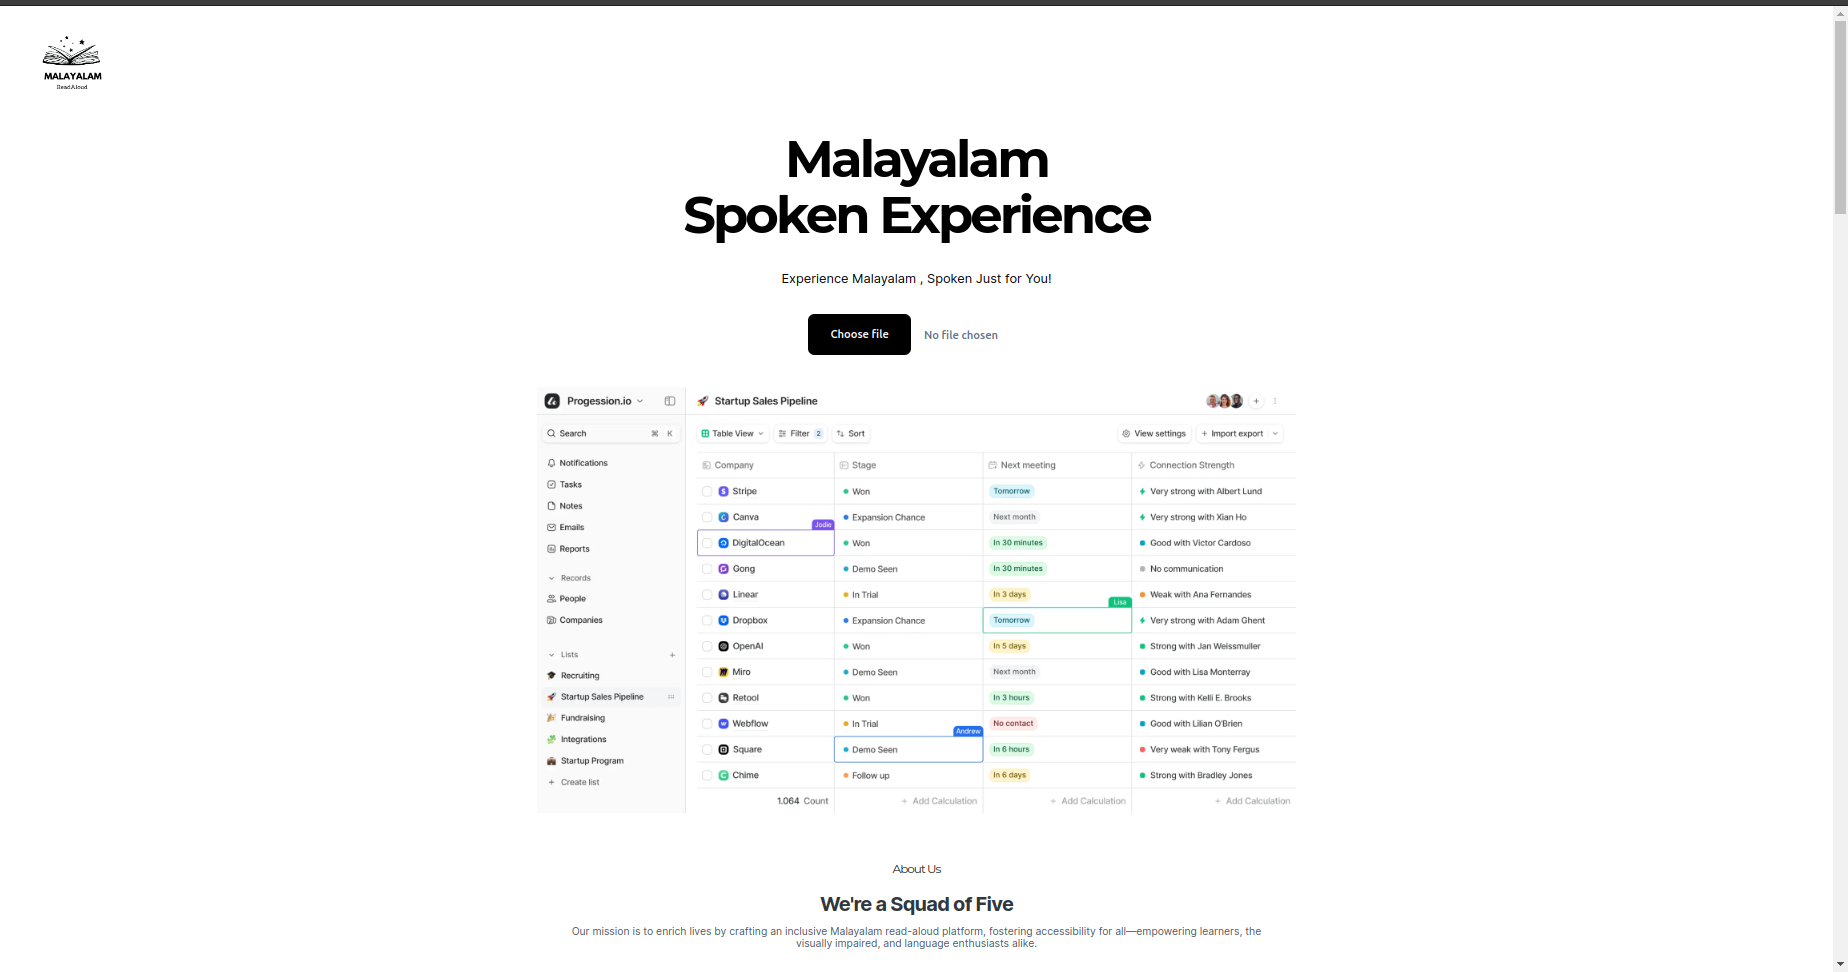 MALAYALAM
ReadAloud
Malayalam
Spoken Experience
Experience Malayalam , Spoken Just for You!
Choose file No file chosen
Progession.io
Startup Sales Pipeline
Search ⌘ K
Table View Filter 2 Sort View settings Import export
Notifications
Tasks
Notes
Emails
Reports
Records
People
Companies
Lists
Recruiting
Startup Sales Pipeline
Fundraising
Integrations
Startup Program
Create list
Company Stage Next meeting Connection Strength
Stripe Won Tomorrow Very strong with Albert Lund
Canva Expansion Chance Next month Very strong with Xian Ho
Jodie
DigitalOcean Won In 30 minutes Good with Victor Cardoso
Gong Demo Seen In 30 minutes No communication
Linear In Trial In 3 days Weak with Ana Fernandes
Lisa
Dropbox Expansion Chance Tomorrow Very strong with Adam Ghent
OpenAI Won In 5 days Strong with Jan Weissmuller
Miro Demo Seen Next month Good with Lisa Monterray
Retool Won In 3 hours Strong with Kelli E. Brooks
Webflow In Trial No contact Good with Lilian O'Brien
Andrew
Square Demo Seen In 6 hours Very weak with Tony Fergus
Chime Follow up In 6 days Strong with Bradley Jones
1.064 Count + Add Calculation + Add Calculation + Add Calculation
About Us
We're a Squad of Five
Our mission is to enrich lives by crafting an inclusive Malayalam read-aloud platform, fostering accessibility for all—empowering learners, the
visually impaired, and language enthusiasts alike.